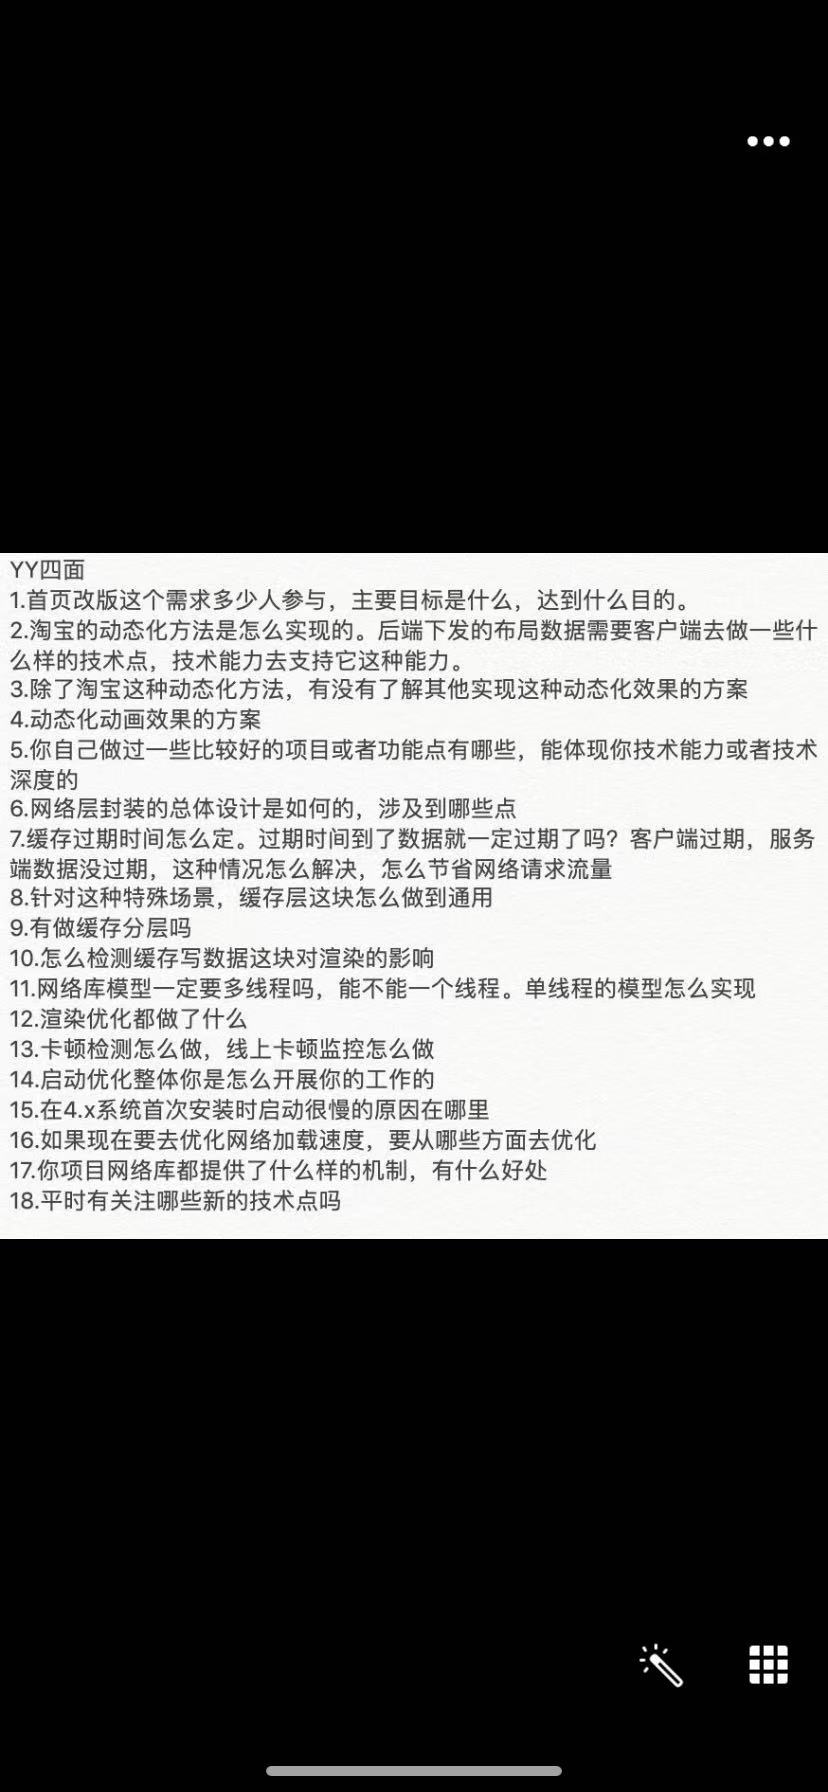 YY四面
1.首页改版这个需求多少人参与，主要目标是什么，达到什么目的。
2.淘宝的动态化方法是怎么实现的。后端下发的布局数据需要客户端去做一些什
么样的技术点，技术能力去支持它这种能力。
3.除了淘宝这种动态化方法，有没有了解其他实现这种动态化效果的方案
4.动态化动画效果的方案
5.你自己做过一些比较好的项目或者功能点有哪些，能体现你技术能力或者技术
深度的
6.网络层封装的总体设计是如何的，涉及到哪些点
7.缓存过期时间怎么定。过期时间到了数据就一定过期了吗？客户端过期，服务
端数据没过期，这种情况怎么解决，怎么节省网络请求流量
8.针对这种特殊场景，缓存层这块怎么做到通用
9.有做缓存分层吗
10.怎么检测缓存写数据这块对渲染的影响
11.网络库模型一定要多线程吗，能不能一个线程。单线程的模型怎么实现
12.渲染优化都做了什么
13.卡顿检测怎么做，线上卡顿监控怎么做
14.启动优化整体你是怎么开展你的工作的
15.在4.x系统首次安装时启动很慢的原因在哪里
16.如果现在要去优化网络加载速度，要从哪些方面去优化
17.你项目网络库都提供了什么样的机制，有什么好处
18.平时有关注哪些新的技术点吗